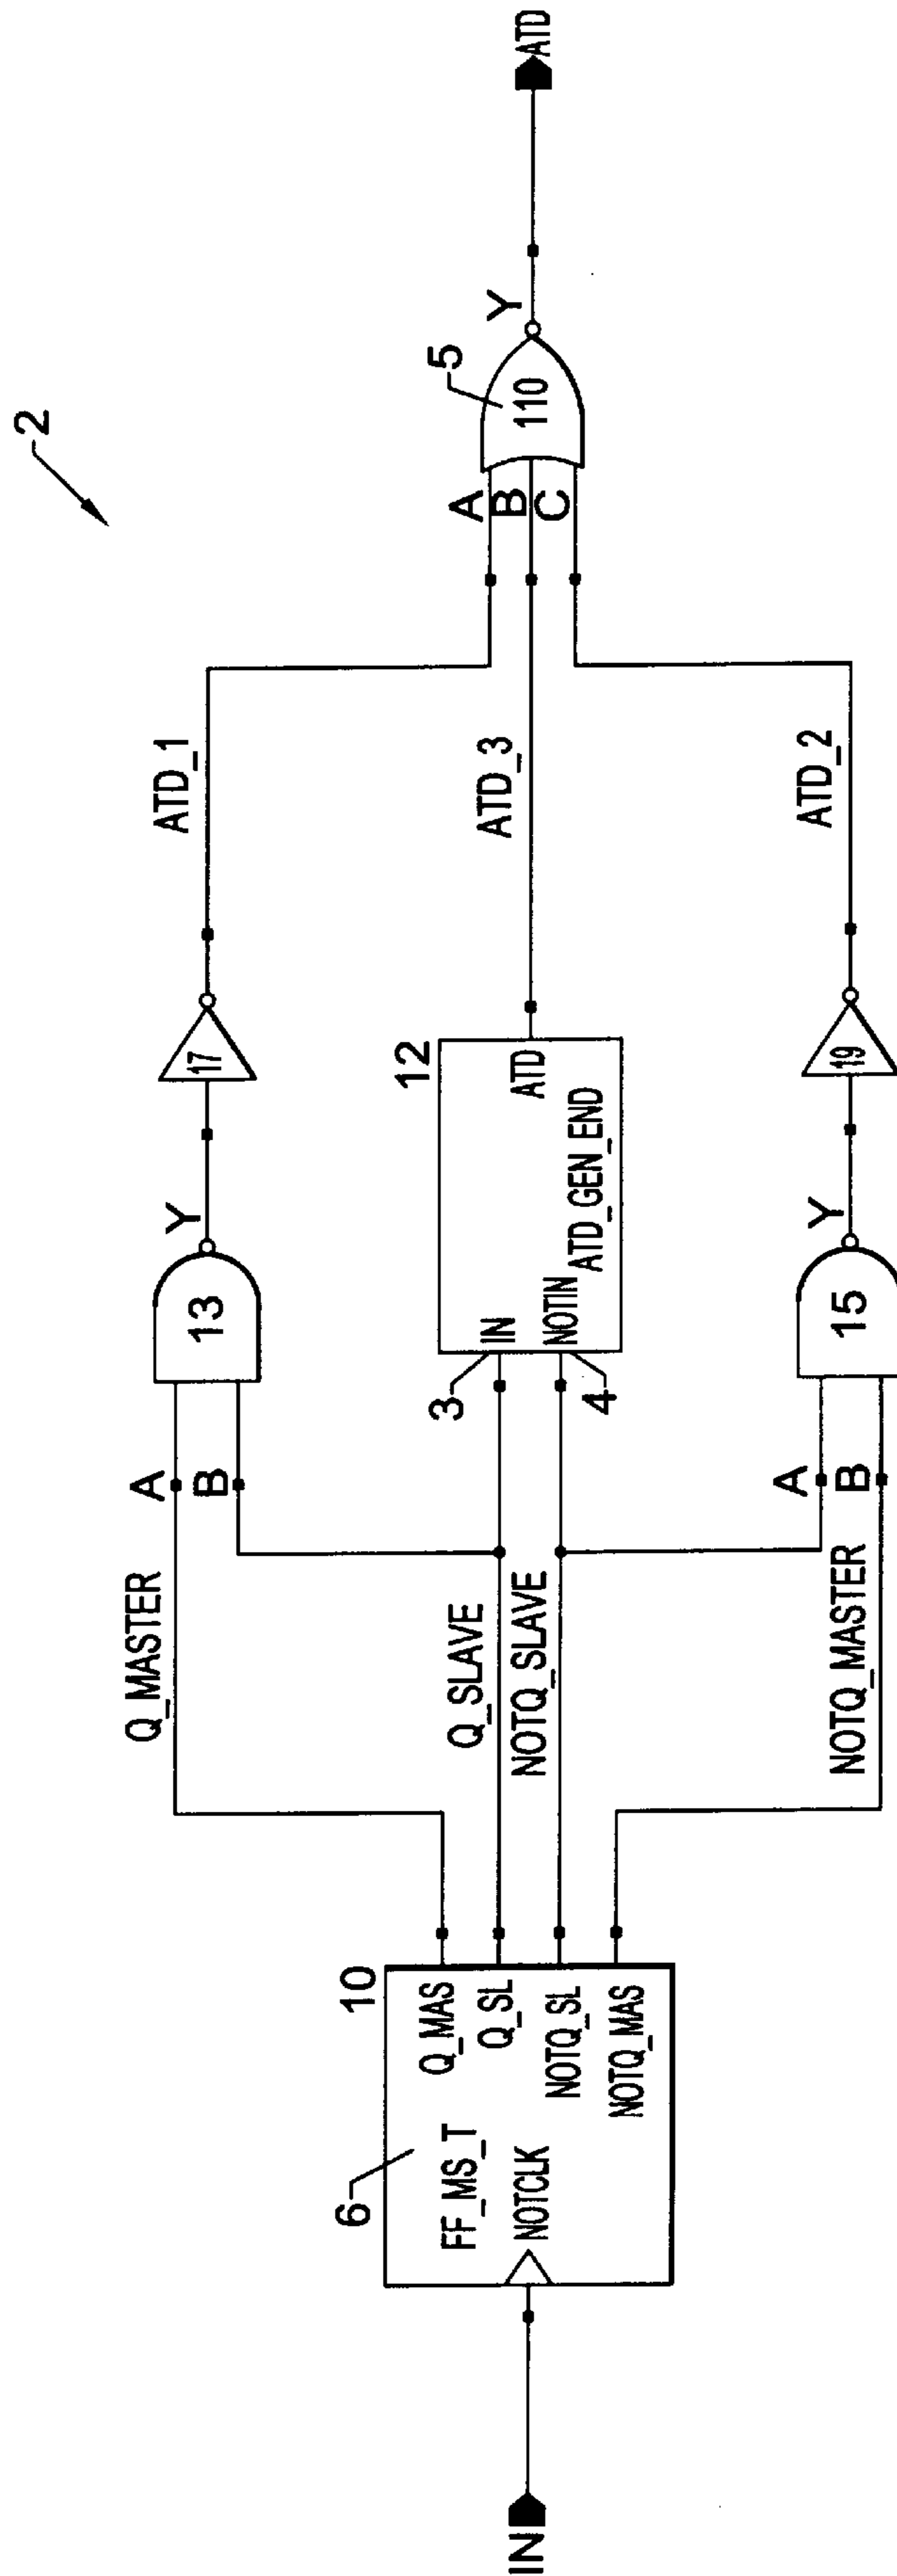 2
IN
6
10
FF_MS_T
NOTCLK
Q_MAS
Q_SL
NOTQ_SL
NOTQ_MAS
Q_MASTER
Q_SLAVE
NOTQ_SLAVE
NOTQ_MASTER
A
B
13
Y
17
ATD_1
3
4
12
IN
NOTIN
ATD
ATD_GEN_END
ATD_3
A
B
15
Y
19
ATD_2
A
B
C
5
110
Y
ATD